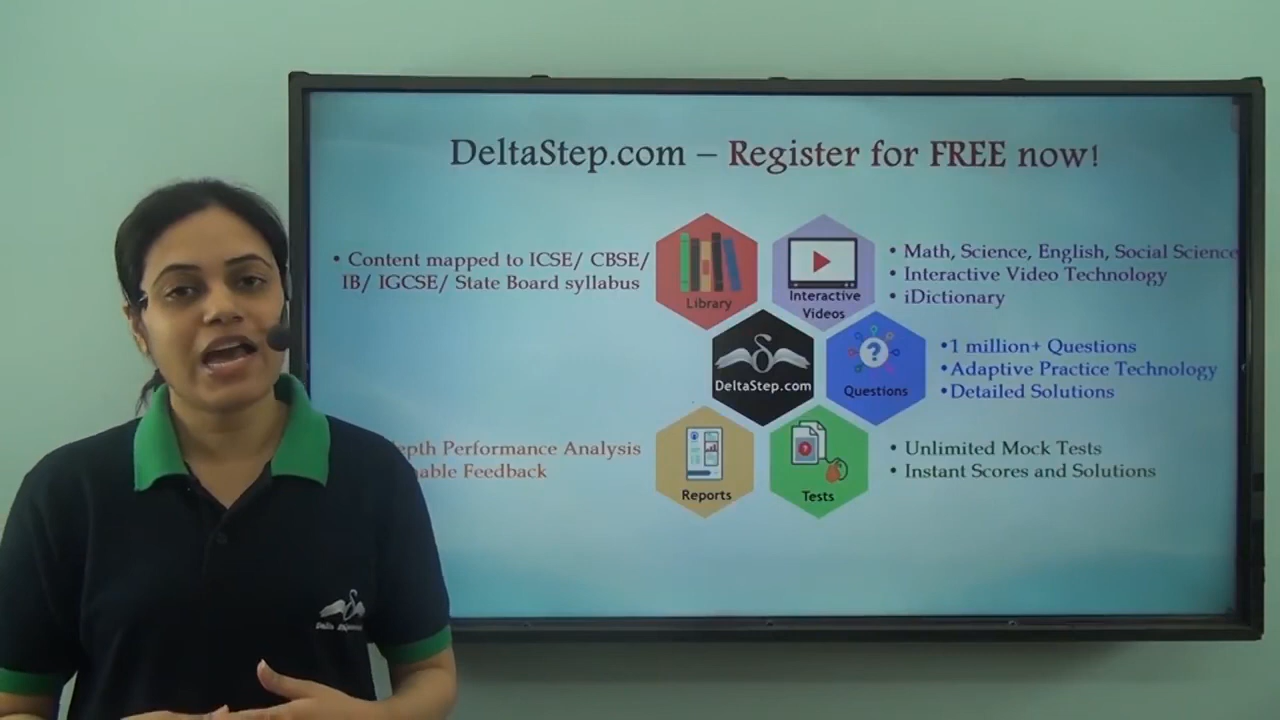 DeltaStep.com – Register for FREE now!
• Content mapped to ICSE/ CBSE/
IB/ IGCSE/ State Board syllabus
Library
Interactive
Videos
• Math, Science, English, Social Science
• Interactive Video Technology
• iDictionary
DeltaStep.com
Questions
•1 million+ Questions
•Adaptive Practice Technology
•Detailed Solutions
Performance Analysis
Feedback
Reports
Tests
• Unlimited Mock Tests
• Instant Scores and Solutions
Delta